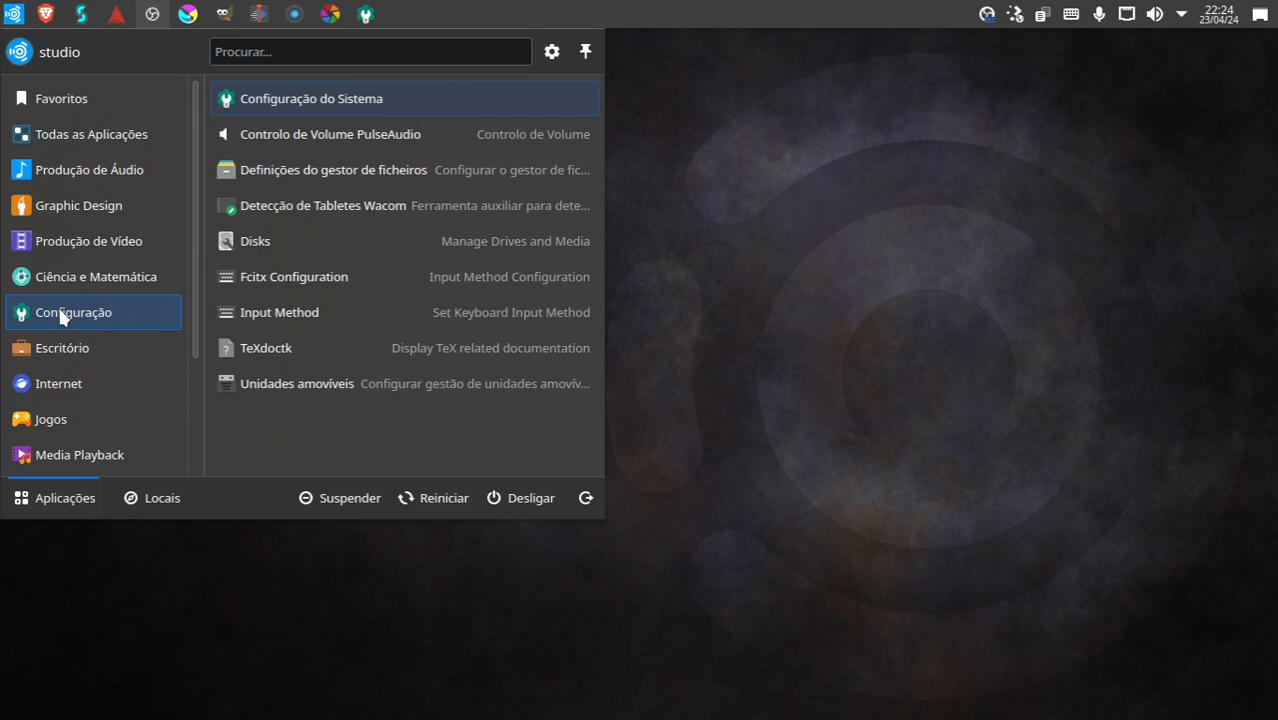 22:24
23/04/24
studio
Procurar...
Favoritos
Todas as Aplicações
Produção de Áudio
Graphic Design
Produção de Vídeo
Ciência e Matemática
Configuração
Escritório
Internet
Jogos
Media Playback
Configuração do Sistema
Controlo de Volume PulseAudio Controlo de Volume
Definições do gestor de ficheiros Configurar o gestor de fic...
Detecção de Tabletes Wacom Ferramenta auxiliar para dete...
Disks Manage Drives and Media
Fcitx Configuration Input Method Configuration
Input Method Set Keyboard Input Method
TeXdoctk Display TeX related documentation
Unidades amovíveis Configurar gestão de unidades amovív...
Aplicações Locais Suspender Reiniciar Desligar